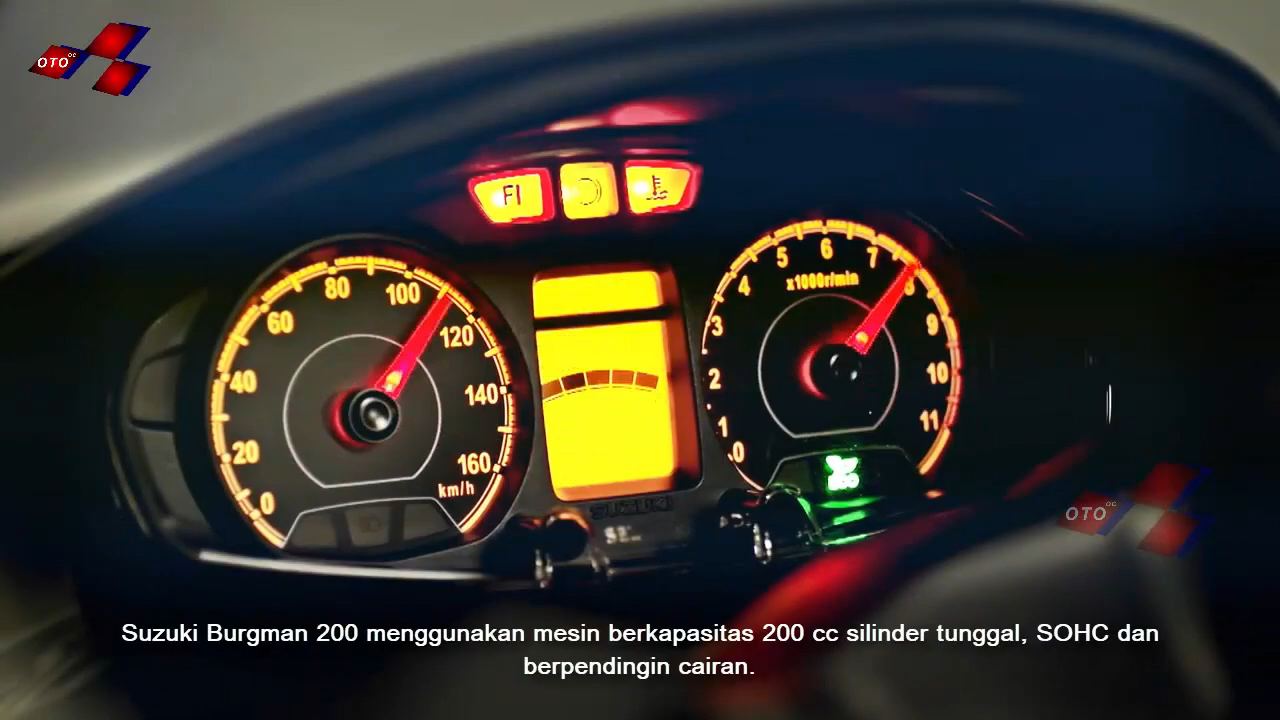 OTO OC
FI
80
100
60
120
40
140
20
160
0
km/h
6
5
7
x1000r/min
4
8
3
9
2
10
1
11
0
SUZUKI
OTO OC
Suzuki Burgman 200 menggunakan mesin berkapasitas 200 cc silinder tunggal, SOHC dan
berpendingin cairan.